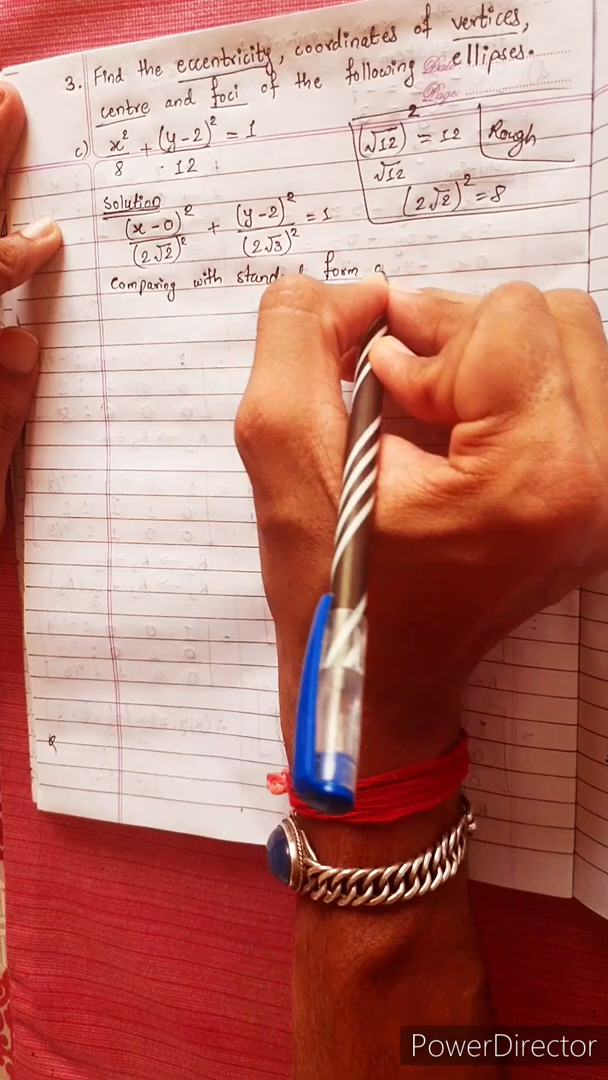 3. Find the eccentricity, coordinates of vertices,
centre and foci of the following ellipses.
Date
Page:
c) x²/8 + (y-2)²/12 = 1
(√12)² = 12
Rough
√12
(2√2)² = 8
Solution
(x-0)²/(2√2)² + (y-2)²/(2√3)² = 1
Comparing with form
PowerDirector